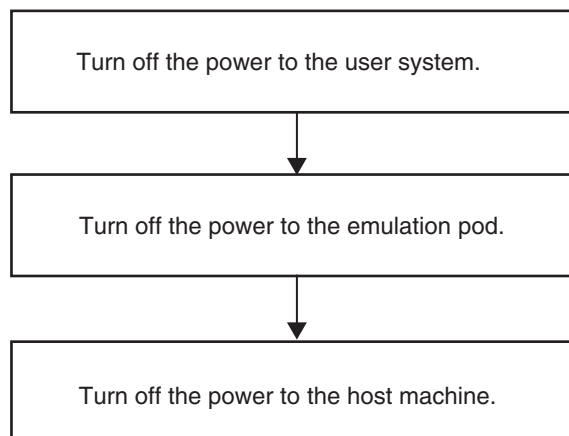 Turn off the power to the user system.
Turn off the power to the emulation pod.
Turn off the power to the host machine.